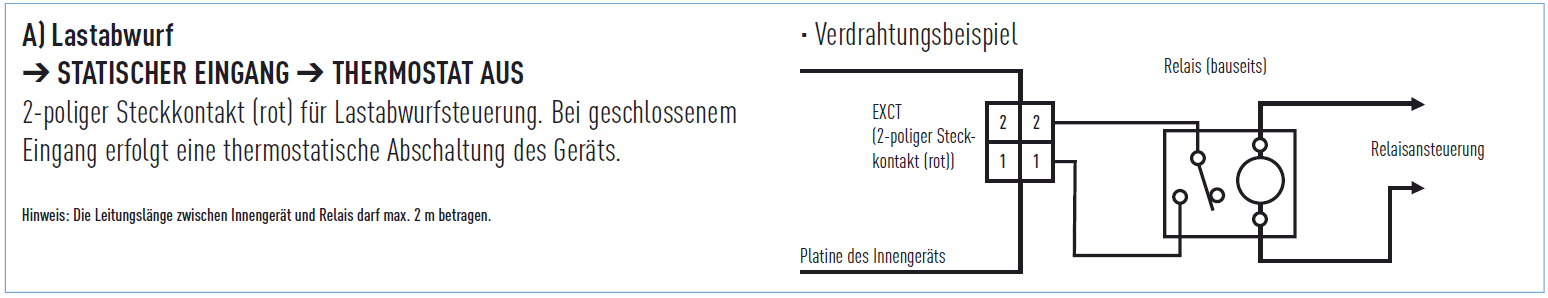 A) Lastabwurf
➔ STATISCHER EINGANG ➔ THERMOSTAT AUS
2-poliger Steckkontakt (rot) für Lastabwurfsteuerung. Bei geschlossenem
Eingang erfolgt eine thermostatische Abschaltung des Geräts.
Hinweis: Die Leitungslänge zwischen Innengerät und Relais darf max. 2 m betragen.
· Verdrahtungsbeispiel
Relais (bauseits)
EXCT
(2-poliger Steck-
kontakt (rot))
2 2
1 1
Relaisansteuerung
Platine des Innengeräts